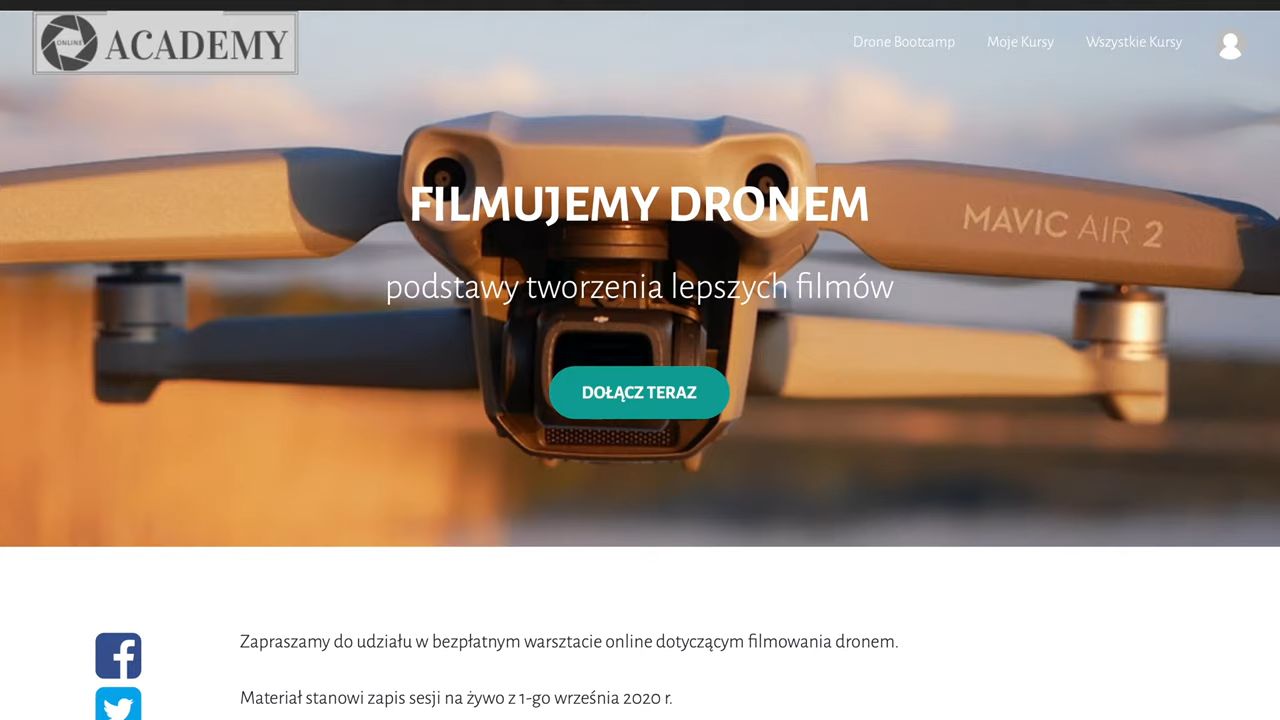 ONLINE
ACADEMY
Drone Bootcamp
Moje Kursy
Wszystkie Kursy
FILMUJEMY DRONEM
MAVIC AIR 2
podstawy tworzenia lepszych filmów
DOŁĄCZ TERAZ
Zapraszamy do udziału w bezpłatnym warsztacie online dotyczącym filmowania dronem.
Materiał stanowi zapis sesji na żywo z 1-go września 2020 r.